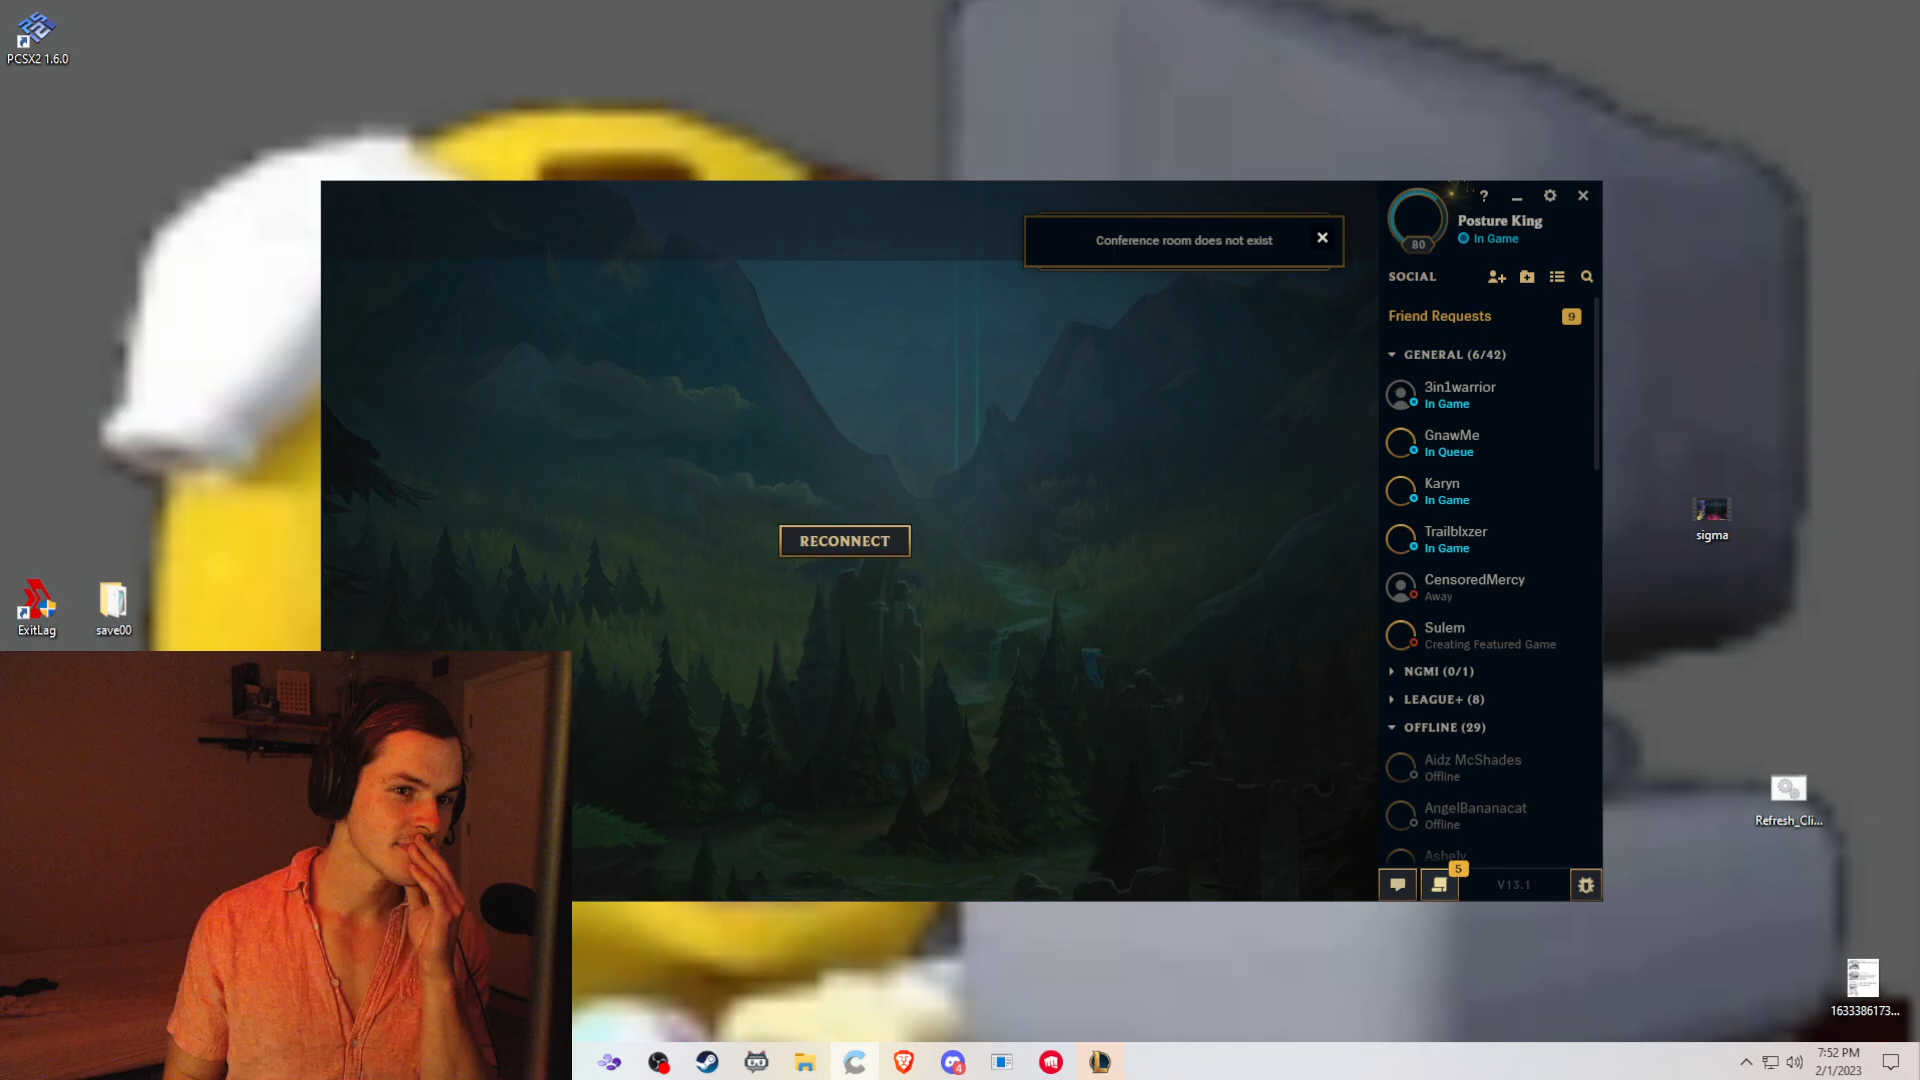 PCSX2 1.6.0
ExitLag
save00
Conference room does not exist
RECONNECT
?
Posture King
80
In Game
SOCIAL
Friend Requests
9
GENERAL (6/42)
3in1warrior
In Game
GnawMe
In Queue
Karyn
In Game
Trailblxzer
In Game
CensoredMercy
Away
Sulem
Creating Featured Game
NGMI (0/1)
LEAGUE+ (8)
OFFLINE (29)
Aidz McShades
Offline
AngelBananacat
Offline
Ashely
5
V13.1
sigma
Refresh_Cli...
1633386173...
4
7:52 PM
2/1/2023